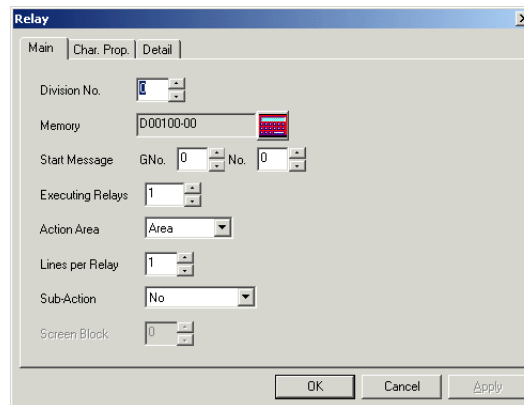 Relay
Main Char. Prop. Detail
Division No. 0
Memory D00100-00
Start Message GNo. 0 No. 0
Executing Relays 1
Action Area Area
Lines per Relay 1
Sub-Action No
Screen Block 0
OK Cancel Apply